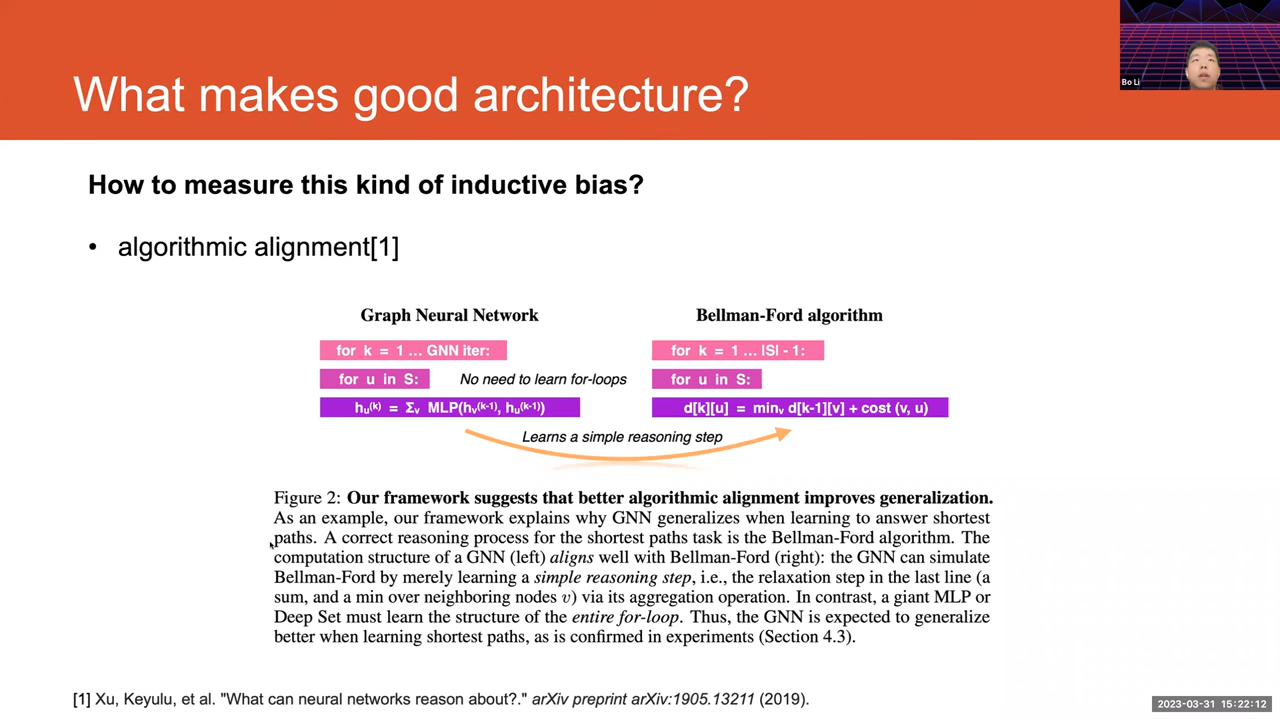 What makes good architecture?
Bo Li
How to measure this kind of inductive bias?
• algorithmic alignment[1]
Graph Neural Network
Bellman-Ford algorithm
for k = 1 ... GNN iter:
for k = 1 ... |S| - 1:
for u in S:
No need to learn for-loops
for u in S:
hᵤ⁽ᵏ⁾ = Σᵥ MLP(hᵥ⁽ᵏ⁻¹⁾, hᵤ⁽ᵏ⁻¹⁾)
d[k][u] = minᵥ d[k-1][v] + cost (v, u)
Learns a simple reasoning step
Figure 2: Our framework suggests that better algorithmic alignment improves generalization.
As an example, our framework explains why GNN generalizes when learning to answer shortest
paths. A correct reasoning process for the shortest paths task is the Bellman-Ford algorithm. The
computation structure of a GNN (left) aligns well with Bellman-Ford (right): the GNN can simulate
Bellman-Ford by merely learning a simple reasoning step, i.e., the relaxation step in the last line (a
sum, and a min over neighboring nodes v) via its aggregation operation. In contrast, a giant MLP or
Deep Set must learn the structure of the entire for-loop. Thus, the GNN is expected to generalize
better when learning shortest paths, as is confirmed in experiments (Section 4.3).
[1] Xu, Keyulu, et al. "What can neural networks reason about?." arXiv preprint arXiv:1905.13211 (2019).
2023-03-31 15:22:12